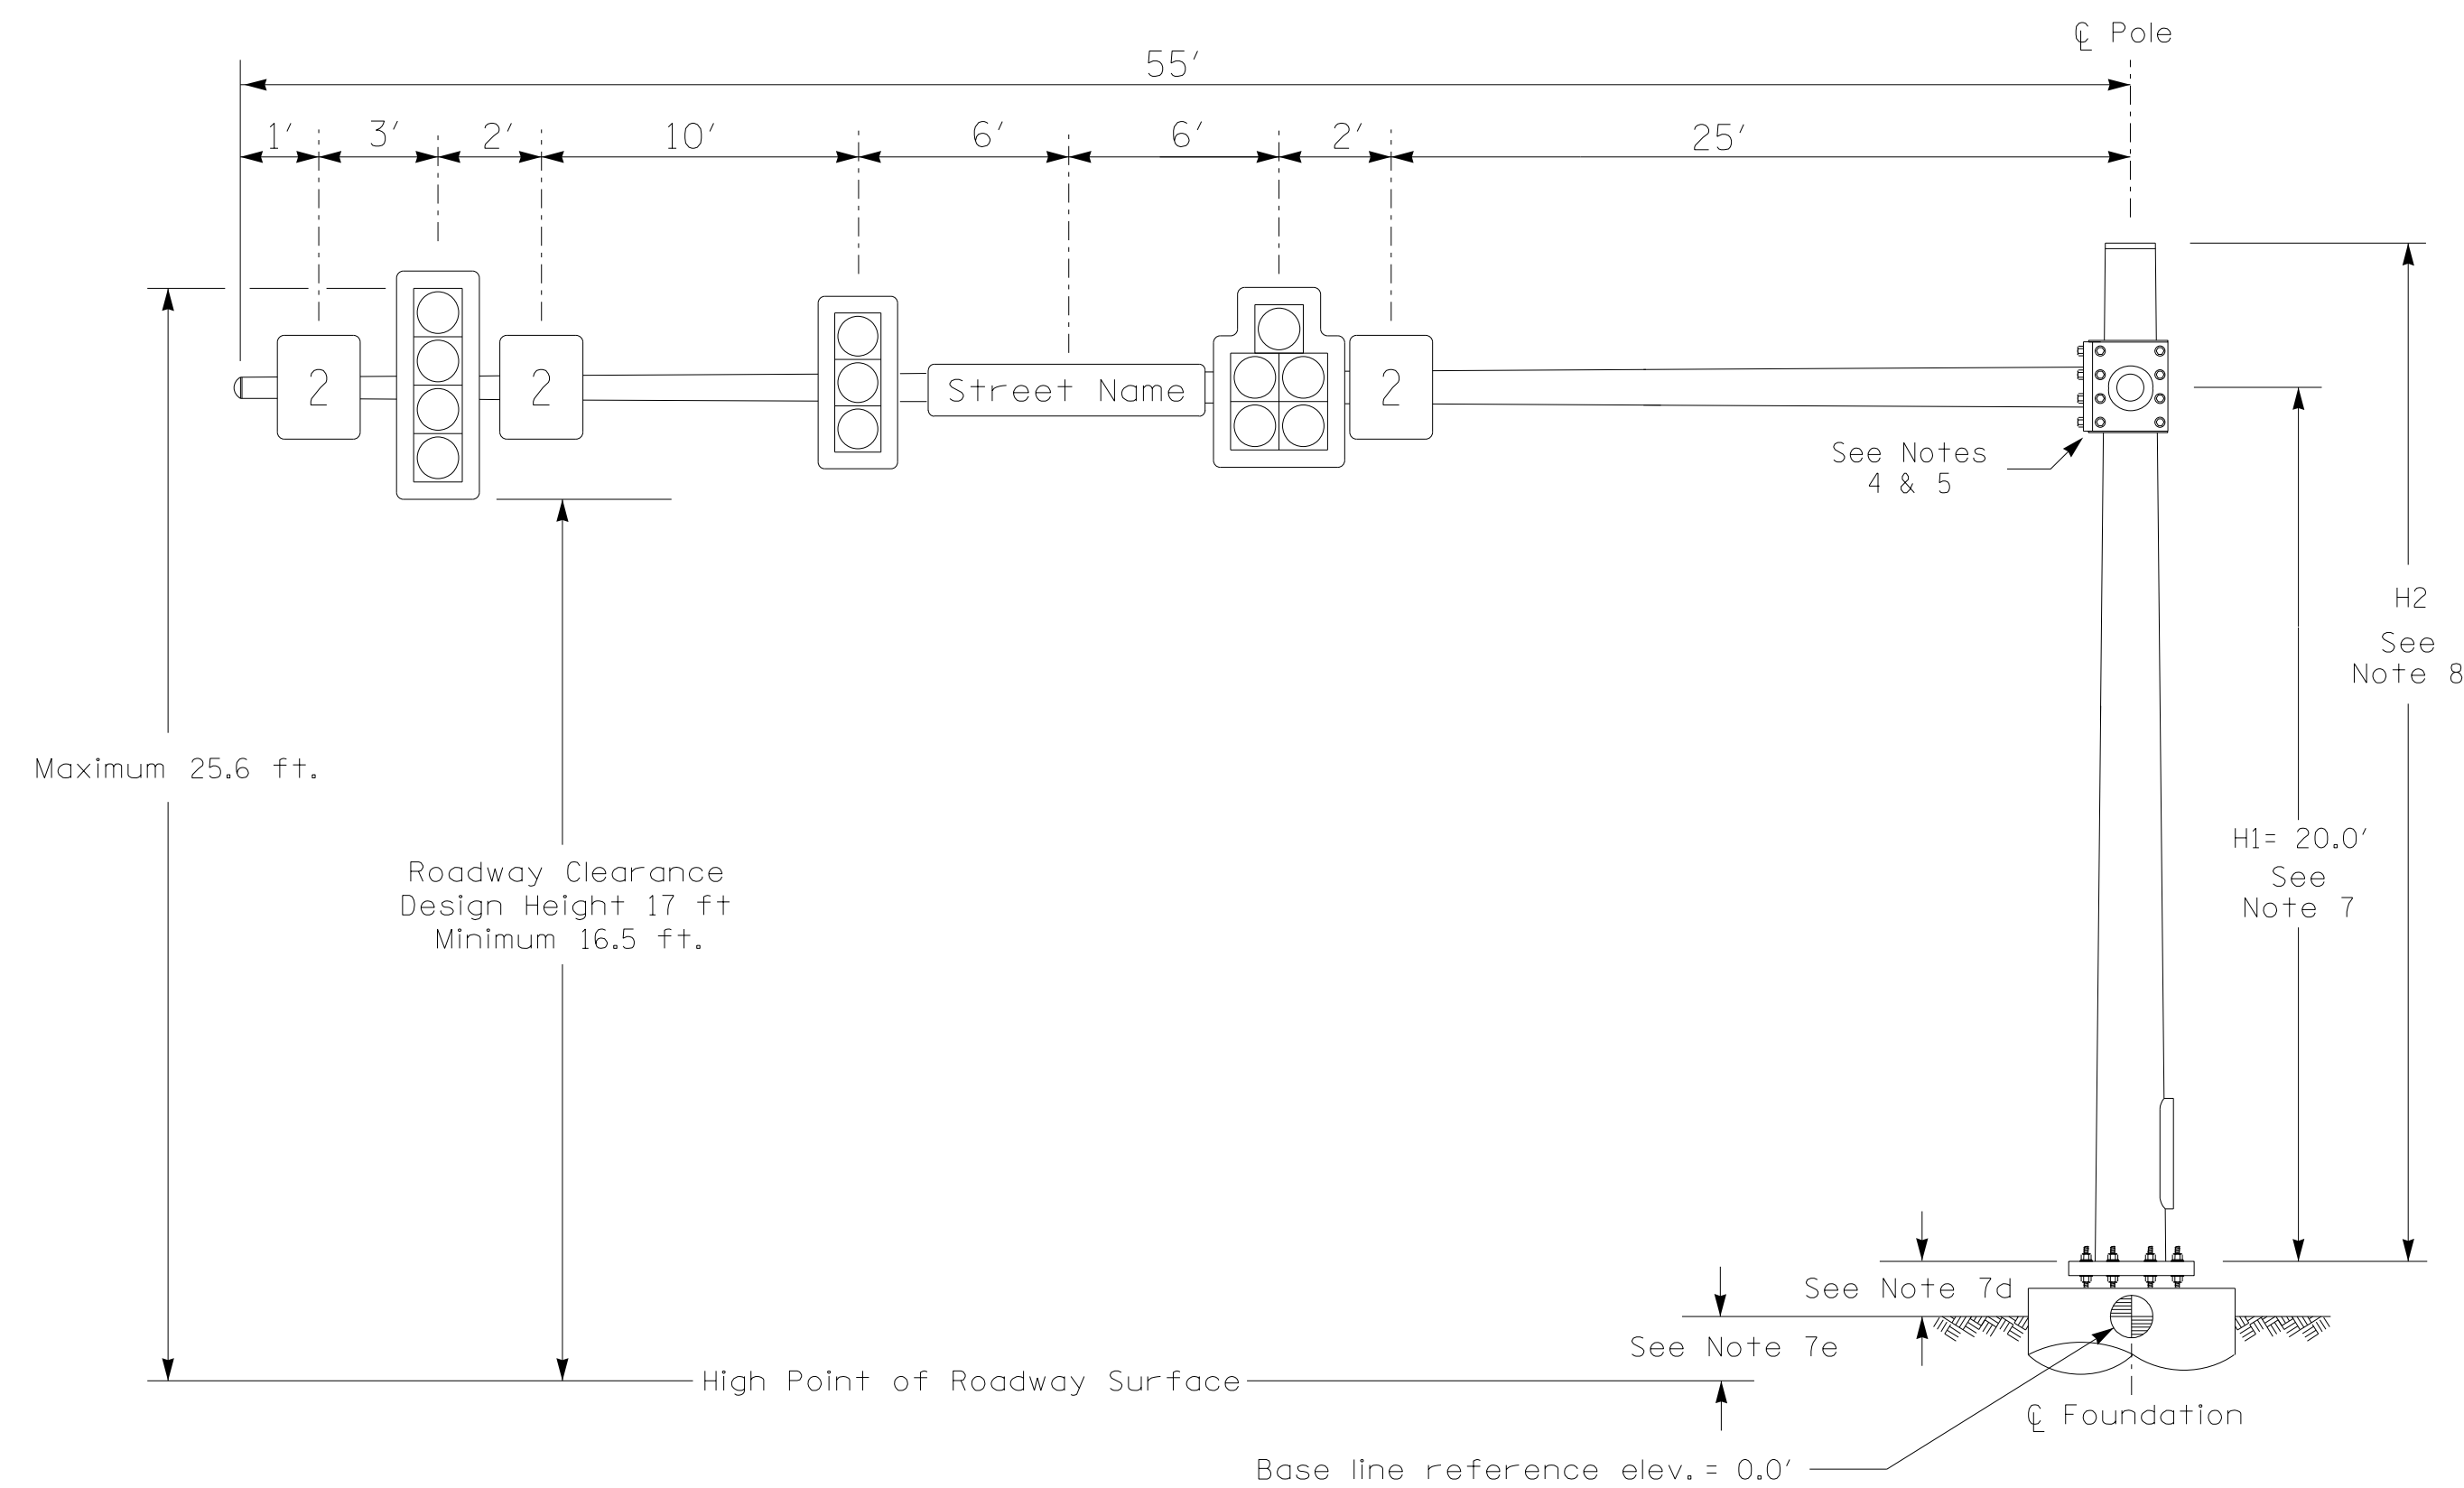 ℄ Pole
55'
1'
3'
2'
10'
6'
6'
2'
25'
2
2
Street Name
2
See Notes
4 & 5
H2
See
Note 8
Maximum 25.6 ft.
H1= 20.0'
See
Note 7
Roadway Clearance
Design Height 17 ft
Minimum 16.5 ft.
See Note 7d
See Note 7e
High Point of Roadway Surface
℄ Foundation
Base line reference elev. = 0.0'